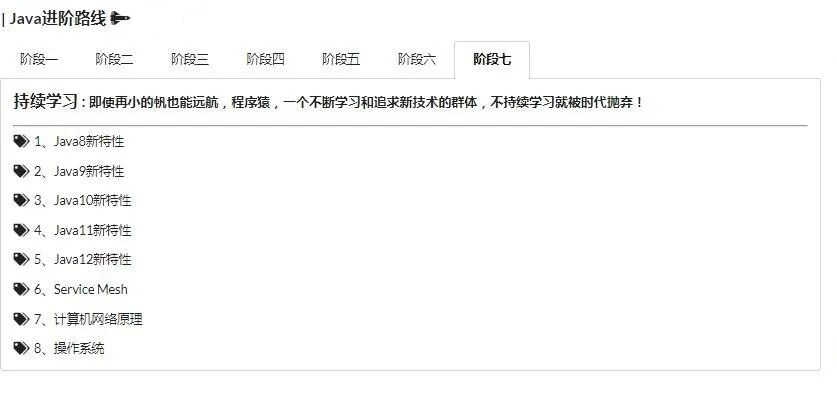 | Java进阶路线
阶段一 阶段二 阶段三 阶段四 阶段五 阶段六 阶段七
持续学习 : 即使再小的帆也能远航，程序猿，一个不断学习和追求新技术的群体，不持续学习就被时代抛弃！
1、Java8新特性
2、Java9新特性
3、Java10新特性
4、Java11新特性
5、Java12新特性
6、Service Mesh
7、计算机网络原理
8、操作系统